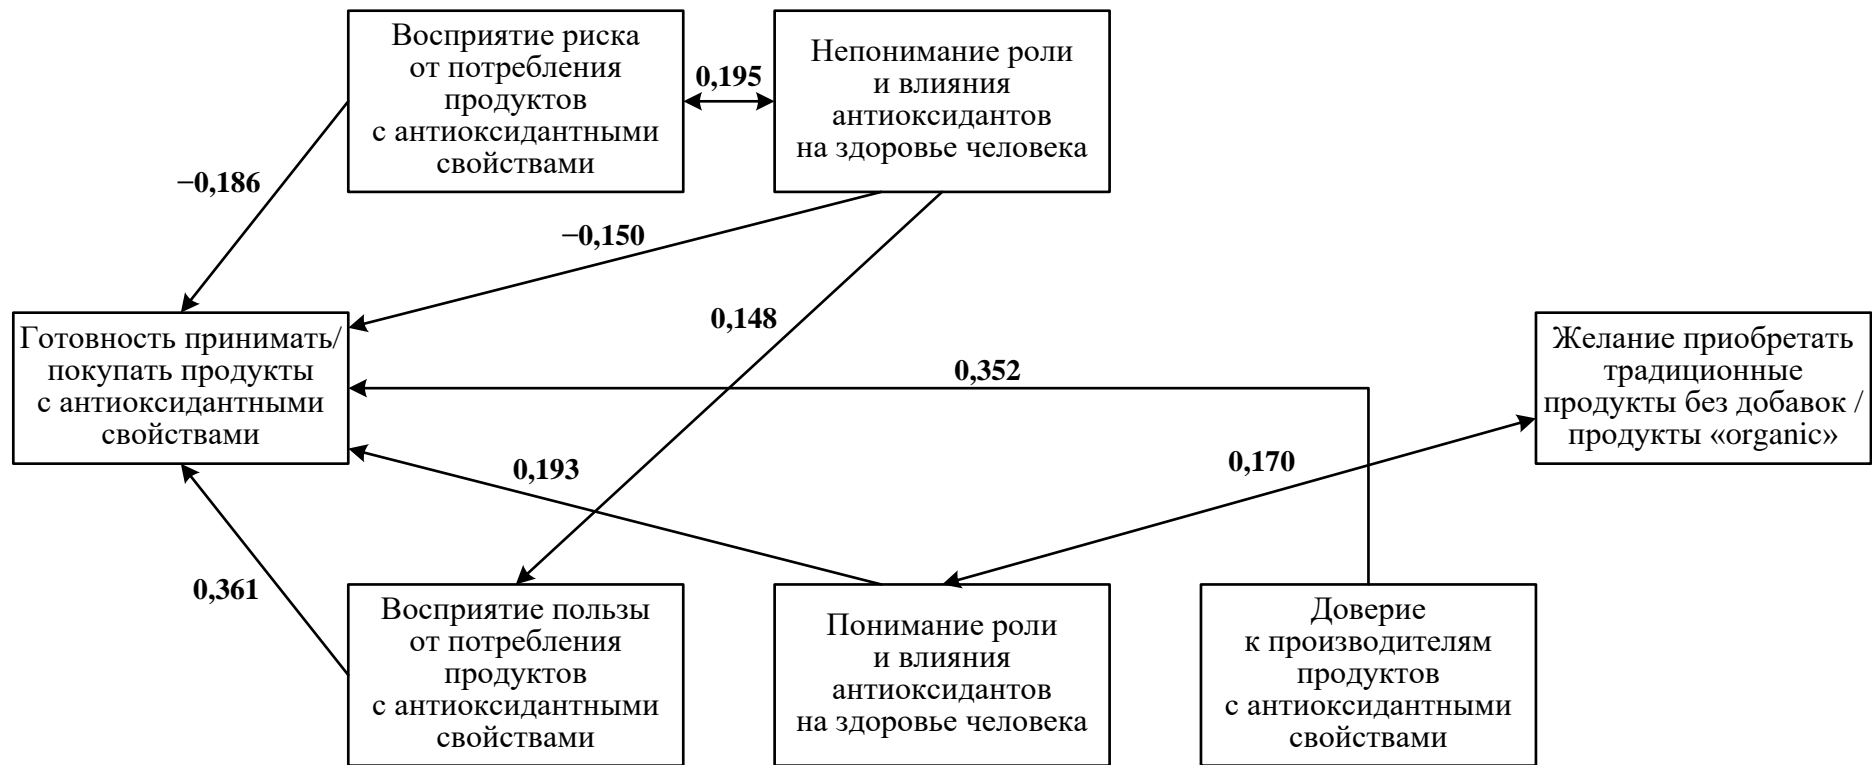 Восприятие риска
от потребления
продуктов
с антиоксидантными
свойствами
0,195
Непонимание роли
и влияния
антиоксидантов
на здоровье человека
−0,186
−0,150
0,148
Готовность принимать/
покупать продукты
с антиоксидантными
свойствами
0,352
Желание приобретать
традиционные
продукты без добавок /
продукты «organic»
0,193
0,170
0,361
Восприятие пользы
от потребления
продуктов
с антиоксидантными
свойствами
Понимание роли
и влияния
антиоксидантов
на здоровье человека
Доверие
к производителям
продуктов
с антиоксидантными
свойствами